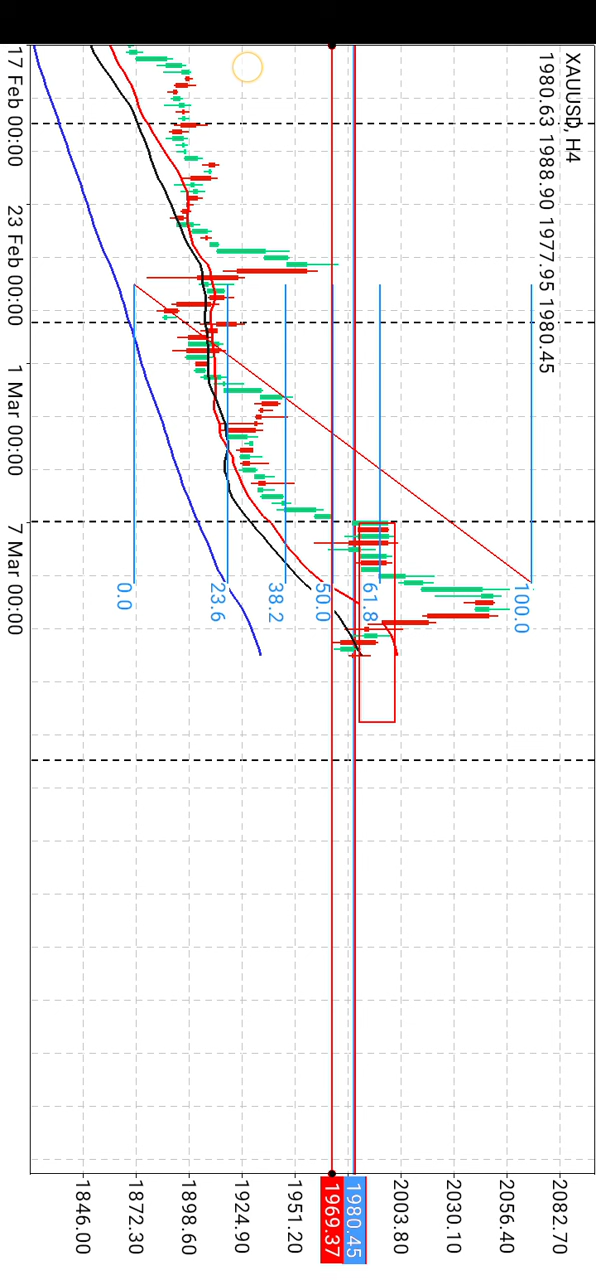 XAUUSD, H4
1980.63 1988.90 1977.95 1980.45
2082.70
2056.40
2030.10
2003.80
1980.45
1969.37
1951.20
1924.90
1898.60
1872.30
1846.00
100.0
61.8
50.0
38.2
23.6
0.0
17 Feb 00:00
23 Feb 00:00
1 Mar 00:00
7 Mar 00:00